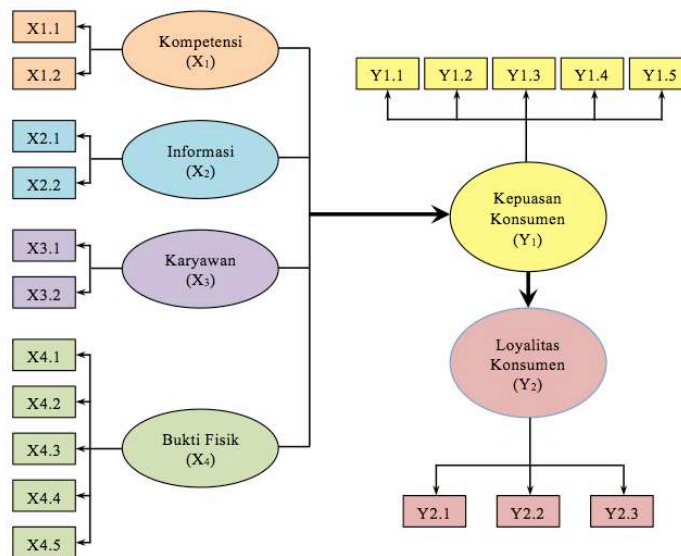 X1.1
X1.2
Kompetensi
(X₁)
X2.1
X2.2
Informasi
(X₂)
X3.1
X3.2
Karyawan
(X₃)
X4.1
X4.2
X4.3
X4.4
X4.5
Bukti Fisik
(X₄)
Y1.1
Y1.2
Y1.3
Y1.4
Y1.5
Kepuasan
Konsumen
(Y₁)
Loyalitas
Konsumen
(Y₂)
Y2.1
Y2.2
Y2.3